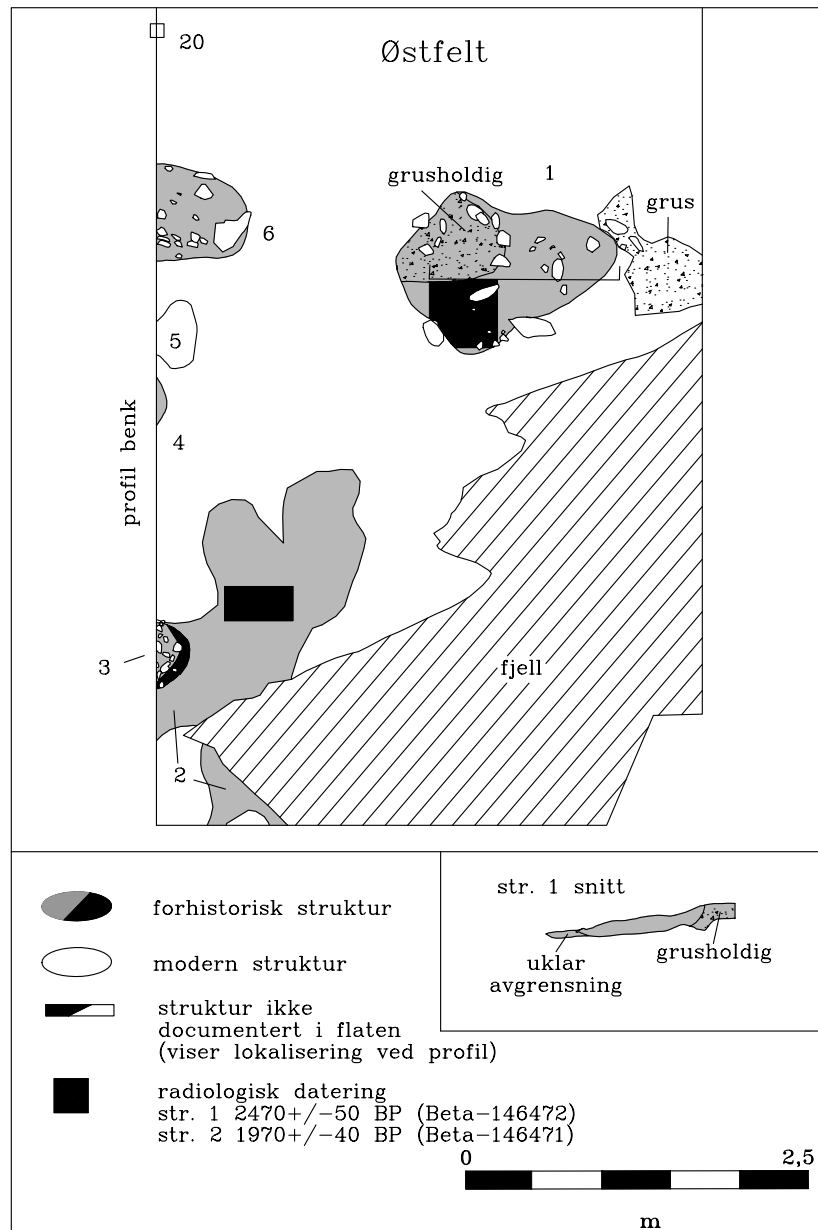 20
Østfelt
1
grusholdig
grus
6
5
4
profil benk
3
fjell
2
forhistorisk struktur
modern struktur
struktur ikke
documentert i flaten
(viser lokalisering ved profil)
radiologisk datering
str. 1 2470+/−50 BP (Beta−146472)
str. 2 1970+/−40 BP (Beta−146471)
str. 1 snitt
grusholdig
uklar
avgrensning
0 2,5
m